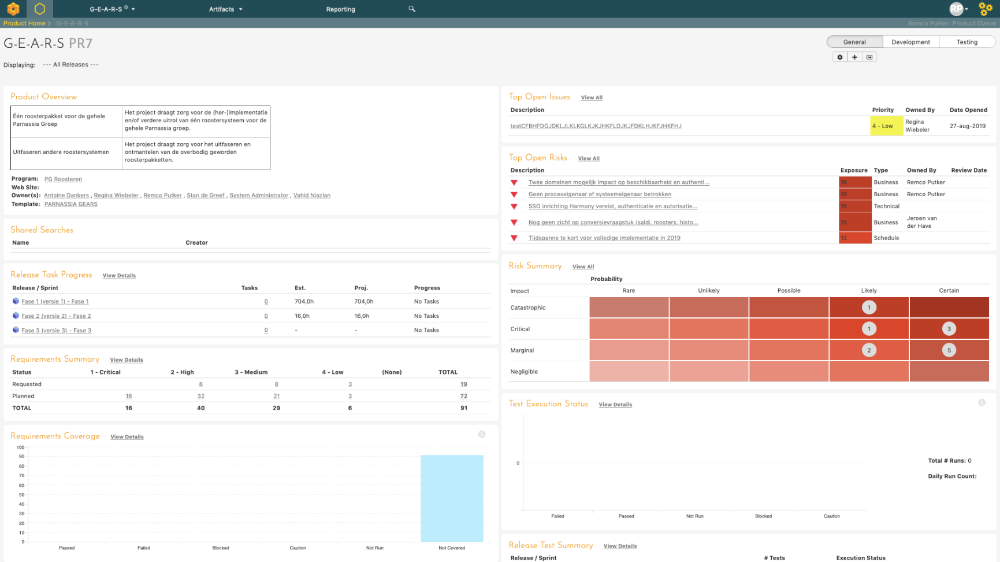 G-E-A-R-S
Artifacts
Reporting
RP
Product Home
G-E-A-R-S
Remco Putker: Product Owner
G-E-A-R-S PR7
General
Development
Testing
Displaying: --- All Releases ---
Product Overview
Één roosterpakket voor de gehele
Parnassia Groep
Het project draagt zorg voor de (her-)implementatie
en/of verdere uitrol van één roostersysteem voor de
gehele Parnassia groep.
Uitfaseren andere roostersystemen
Het project draagt zorg voor het uitfaseren en
ontmantelen van de overbodig geworden
roosterpakketten.
Program: PG Roosteren
Web Site:
Owner(s): Antoine Dankers , Regina Wiebeler , Remco Putker , Stan de Greef , System Administrator , Vahid Niazian
Template: PARNASSIA GEARS
Shared Searches
Name Creator
Release Task Progress View Details
Release / Sprint Tasks Est. Proj. Progress
Fase 1 (versie 1) - Fase 1 0 704,0h 704,0h No Tasks
Fase 2 (versie 2) - Fase 2 0 16,0h 16,0h No Tasks
Fase 3 (versie 3) - Fase 3 0 - - No Tasks
Requirements Summary View Details
Status 1 - Critical 2 - High 3 - Medium 4 - Low (None) TOTAL
Requested 8 8 3 19
Planned 16 32 21 3 72
TOTAL 16 40 29 6 91
Requirements Coverage View Details
100
90
80
70
60
50
40
30
20
10
0
Passed Failed Blocked Caution Not Run Not Covered
Top Open Issues View All
Description Priority Owned By Date Opened
testCFBHFDGJDKLJLKLKGLKJKJHKFLDJKJFDKLHJKFJHKFHJ 4 - Low Regina Wiebeler 27-aug-2019
Top Open Risks View All
Description Exposure Type Owned By Review Date
Twee domeinen mogelijk impact op beschikbaarheid en authenti... 16 Business Remco Putker
Geen proceseigenaar of systeemeigenaar betrokken 15 Business Remco Putker
SSO inrichting Harmony vereist, authenticatie en autorisatie... 15 Technical
Nog geen zicht op conversievraagstuk (saldi, roosters, histo... 15 Business Jeroen van der Have
Tijdspanne te kort voor volledige implementatie in 2019 12 Schedule
Risk Summary View All
Probability
Impact Rare Unlikely Possible Likely Certain
Catastrophic 1
Critical 1 3
Marginal 2 5
Negligible
Test Execution Status View Details
0
Total # Runs: 0
Daily Run Count:
Failed Passed Not Run Blocked Caution
Release Test Summary View Details
Release / Sprint # Tests Execution Status